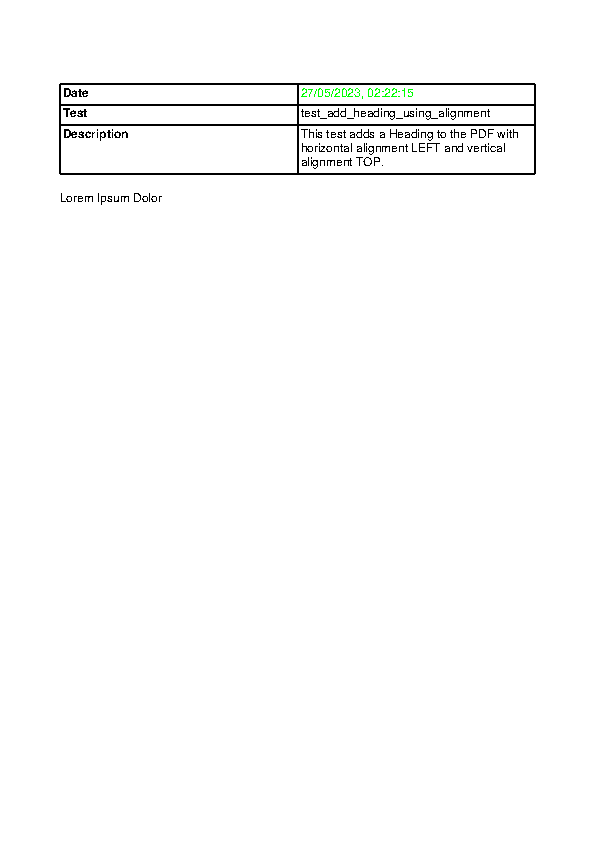 Date 27/05/2023, 02:22:15
Test test_add_heading_using_alignment
Description This test adds a Heading to the PDF with
horizontal alignment LEFT and vertical
alignment TOP.
Lorem Ipsum Dolor